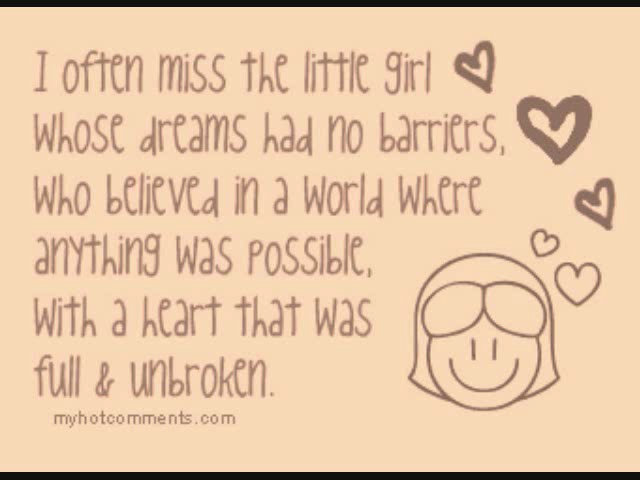 I often miss the little girl
Whose dreams had no barriers,
Who believed in a World Where
anything Was possible,
With a heart that Was
full & unbroken.
myhotcomments.com